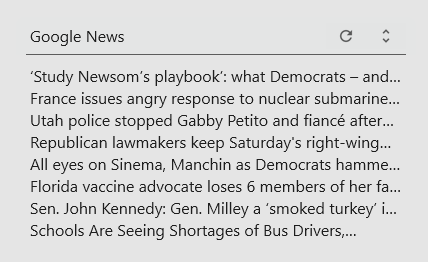 Google News
‘Study Newsom’s playbook’: what Democrats – and...
France issues angry response to nuclear submarine...
Utah police stopped Gabby Petito and fiancé after...
Republican lawmakers keep Saturday's right-wing...
All eyes on Sinema, Manchin as Democrats hamme...
Florida vaccine advocate loses 6 members of her fa...
Sen. John Kennedy: Gen. Milley a ‘smoked turkey’ i...
Schools Are Seeing Shortages of Bus Drivers,...